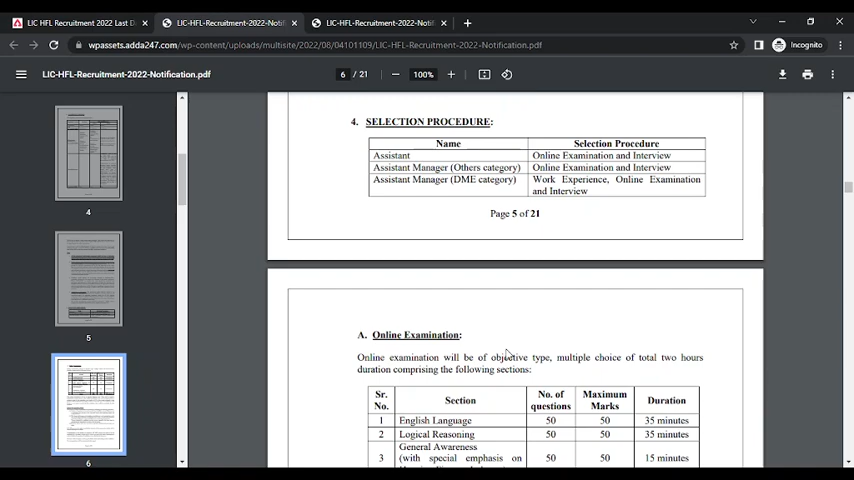 LIC HFL Recruitment 2022 Last D
LIC-HFL-Recruitment-2022-Notifi
LIC-HFL-Recruitment-2022-Notifi
wpassets.adda247.com/wp-content/uploads/multisite/2022/08/04101109/LIC-HFL-Recruitment-2022-Notification.pdf
Incognito
LIC-HFL-Recruitment-2022-Notification.pdf
6 / 21
100%
4. SELECTION PROCEDURE:
Name Selection Procedure
Assistant Online Examination and Interview
Assistant Manager (Others category) Online Examination and Interview
Assistant Manager (DME category) Work Experience, Online Examination
and Interview
Page 5 of 21
4
5
6
A. Online Examination:
Online examination will be of objective type, multiple choice of total two hours
duration comprising the following sections:
Sr. No. Section No. of questions Maximum Marks Duration
1 English Language 50 50 35 minutes
2 Logical Reasoning 50 50 35 minutes
General Awareness
3 (with special emphasis on 50 50 15 minutes